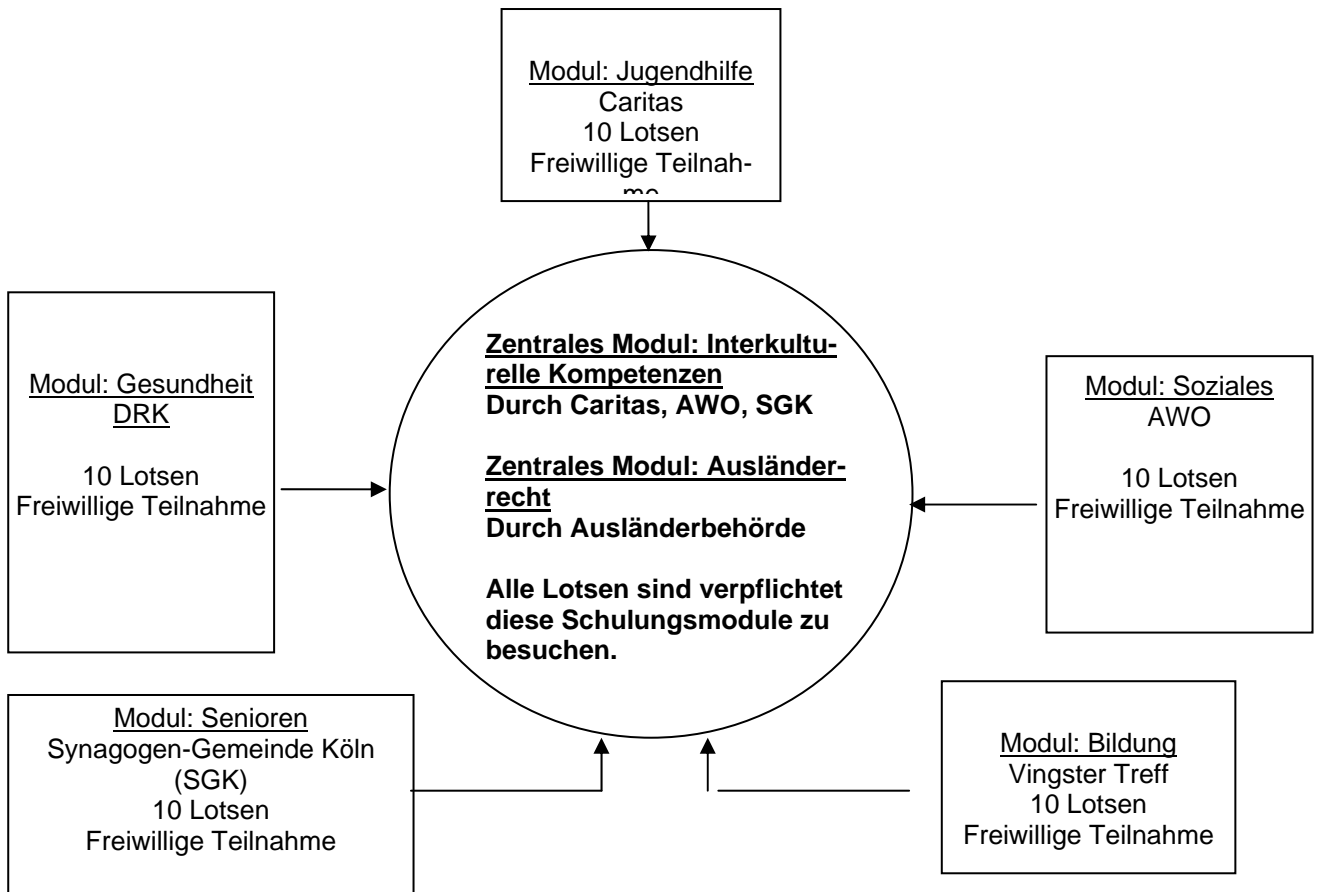 Modul: Jugendhilfe
Caritas
10 Lotsen
Freiwillige Teilnah-
me
Modul: Gesundheit
DRK
10 Lotsen
Freiwillige Teilnahme
Zentrales Modul: Interkultu-
relle Kompetenzen
Durch Caritas, AWO, SGK
Zentrales Modul: Ausländer-
recht
Durch Ausländerbehörde
Alle Lotsen sind verpflichtet
diese Schulungsmodule zu
besuchen.
Modul: Soziales
AWO
10 Lotsen
Freiwillige Teilnahme
Modul: Senioren
Synagogen-Gemeinde Köln
(SGK)
10 Lotsen
Freiwillige Teilnahme
Modul: Bildung
Vingster Treff
10 Lotsen
Freiwillige Teilnahme